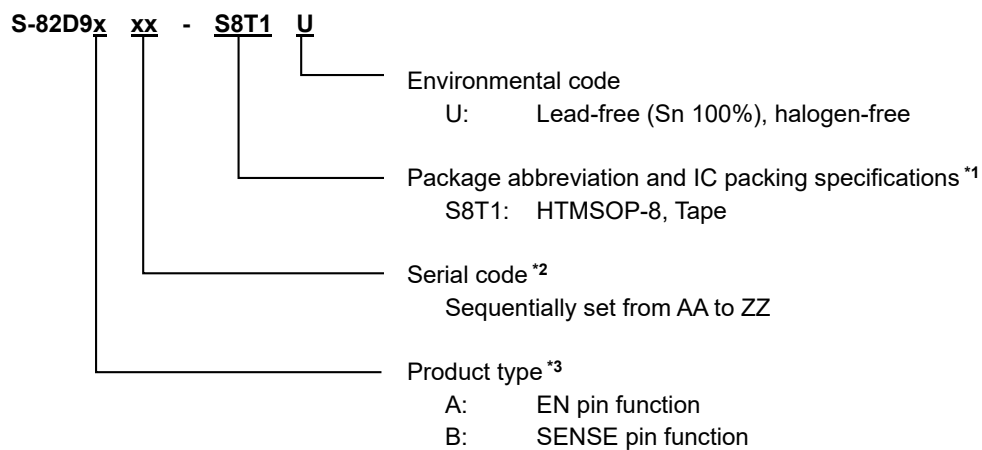 S-82D9x xx - S8T1 U
Environmental code
U: Lead-free (Sn 100%), halogen-free
Package abbreviation and IC packing specifications *1
S8T1: HTMSOP-8, Tape
Serial code *2
Sequentially set from AA to ZZ
Product type *3
A: EN pin function
B: SENSE pin function